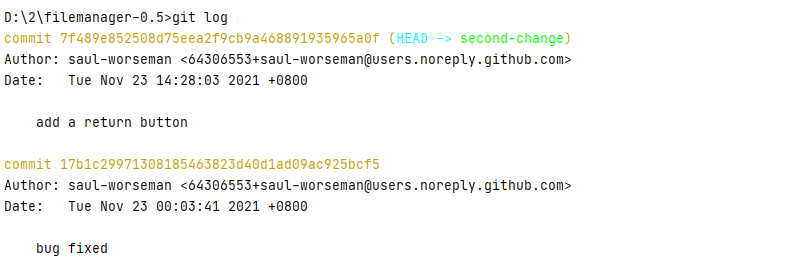 D:\2\filemanager-0.5>git log
commit 7f489e852508d75eea2f9cb9a468891935965a0f (HEAD -> second-change)
Author: saul-worseman <64306553+saul-worseman@users.noreply.github.com>
Date:   Tue Nov 23 14:28:03 2021 +0800
    add a return button
commit 17b1c29971308185463823d40d1ad09ac925bcf5
Author: saul-worseman <64306553+saul-worseman@users.noreply.github.com>
Date:   Tue Nov 23 00:03:41 2021 +0800
    bug fixed